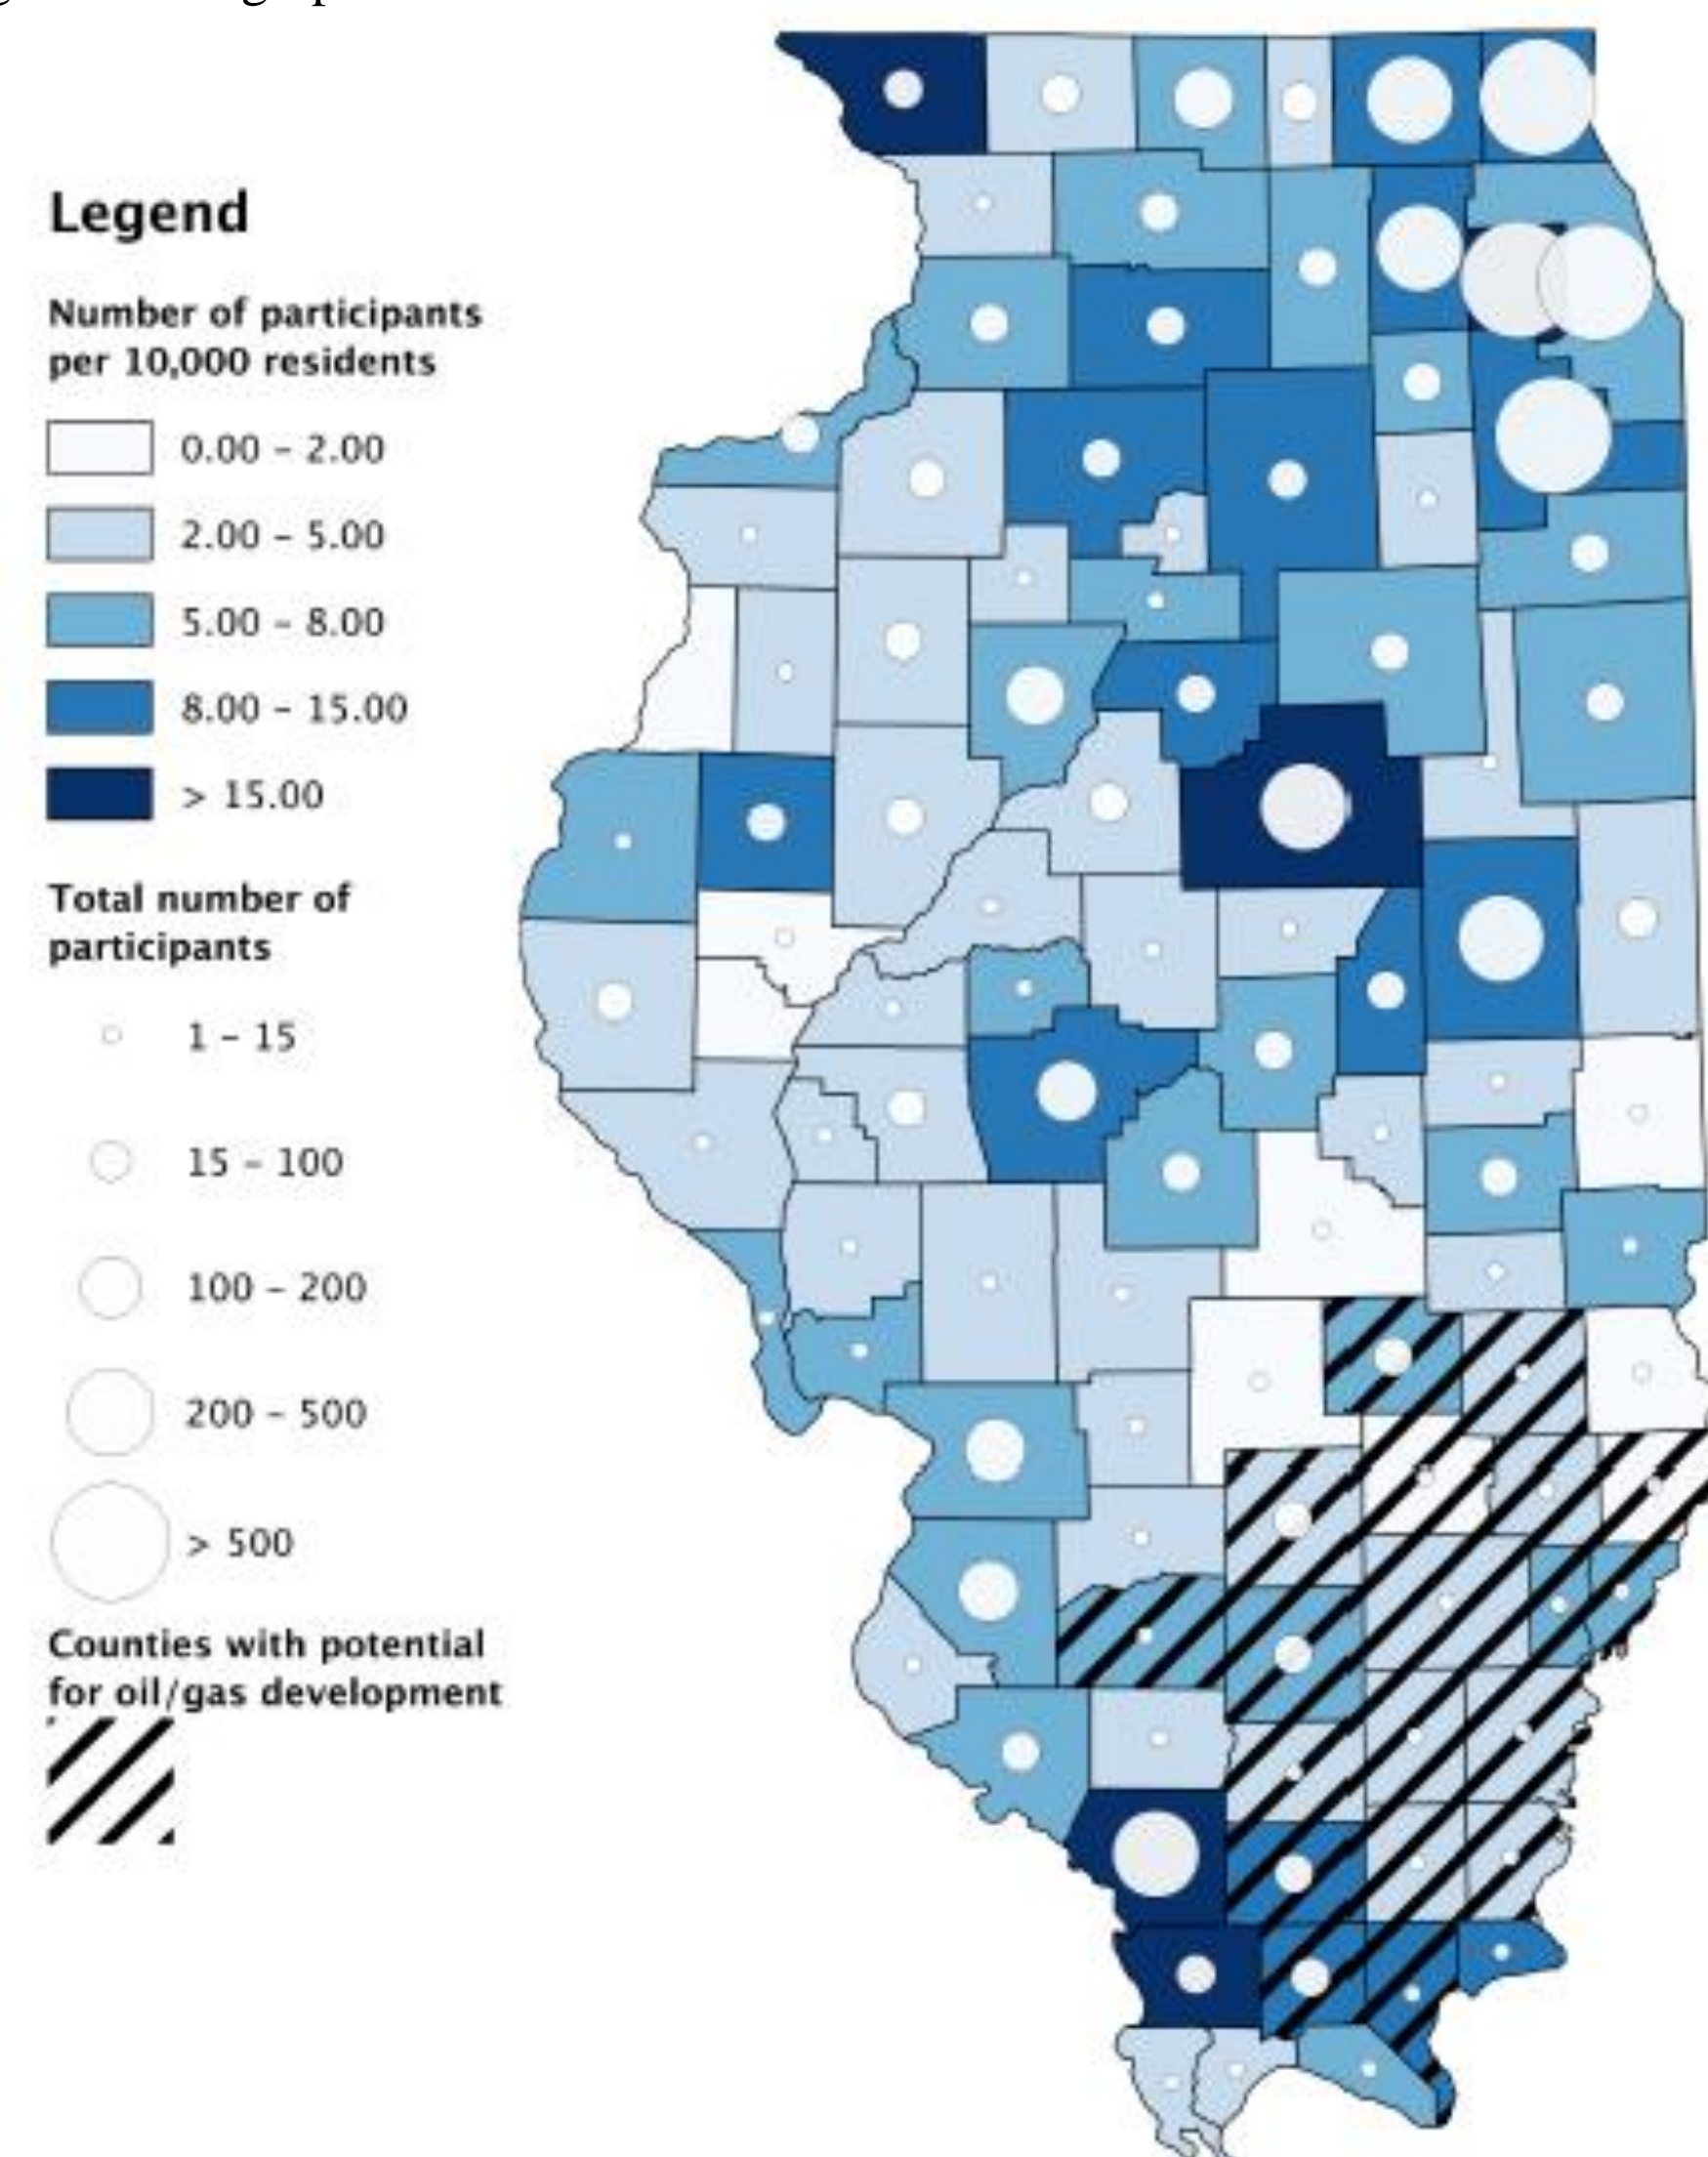 Legend
Number of participants
per 10,000 residents
0.00 – 2.00
2.00 – 5.00
5.00 – 8.00
8.00 – 15.00
> 15.00
Total number of
participants
1 – 15
15 – 100
100 – 200
200 – 500
> 500
Counties with potential
for oil/gas development